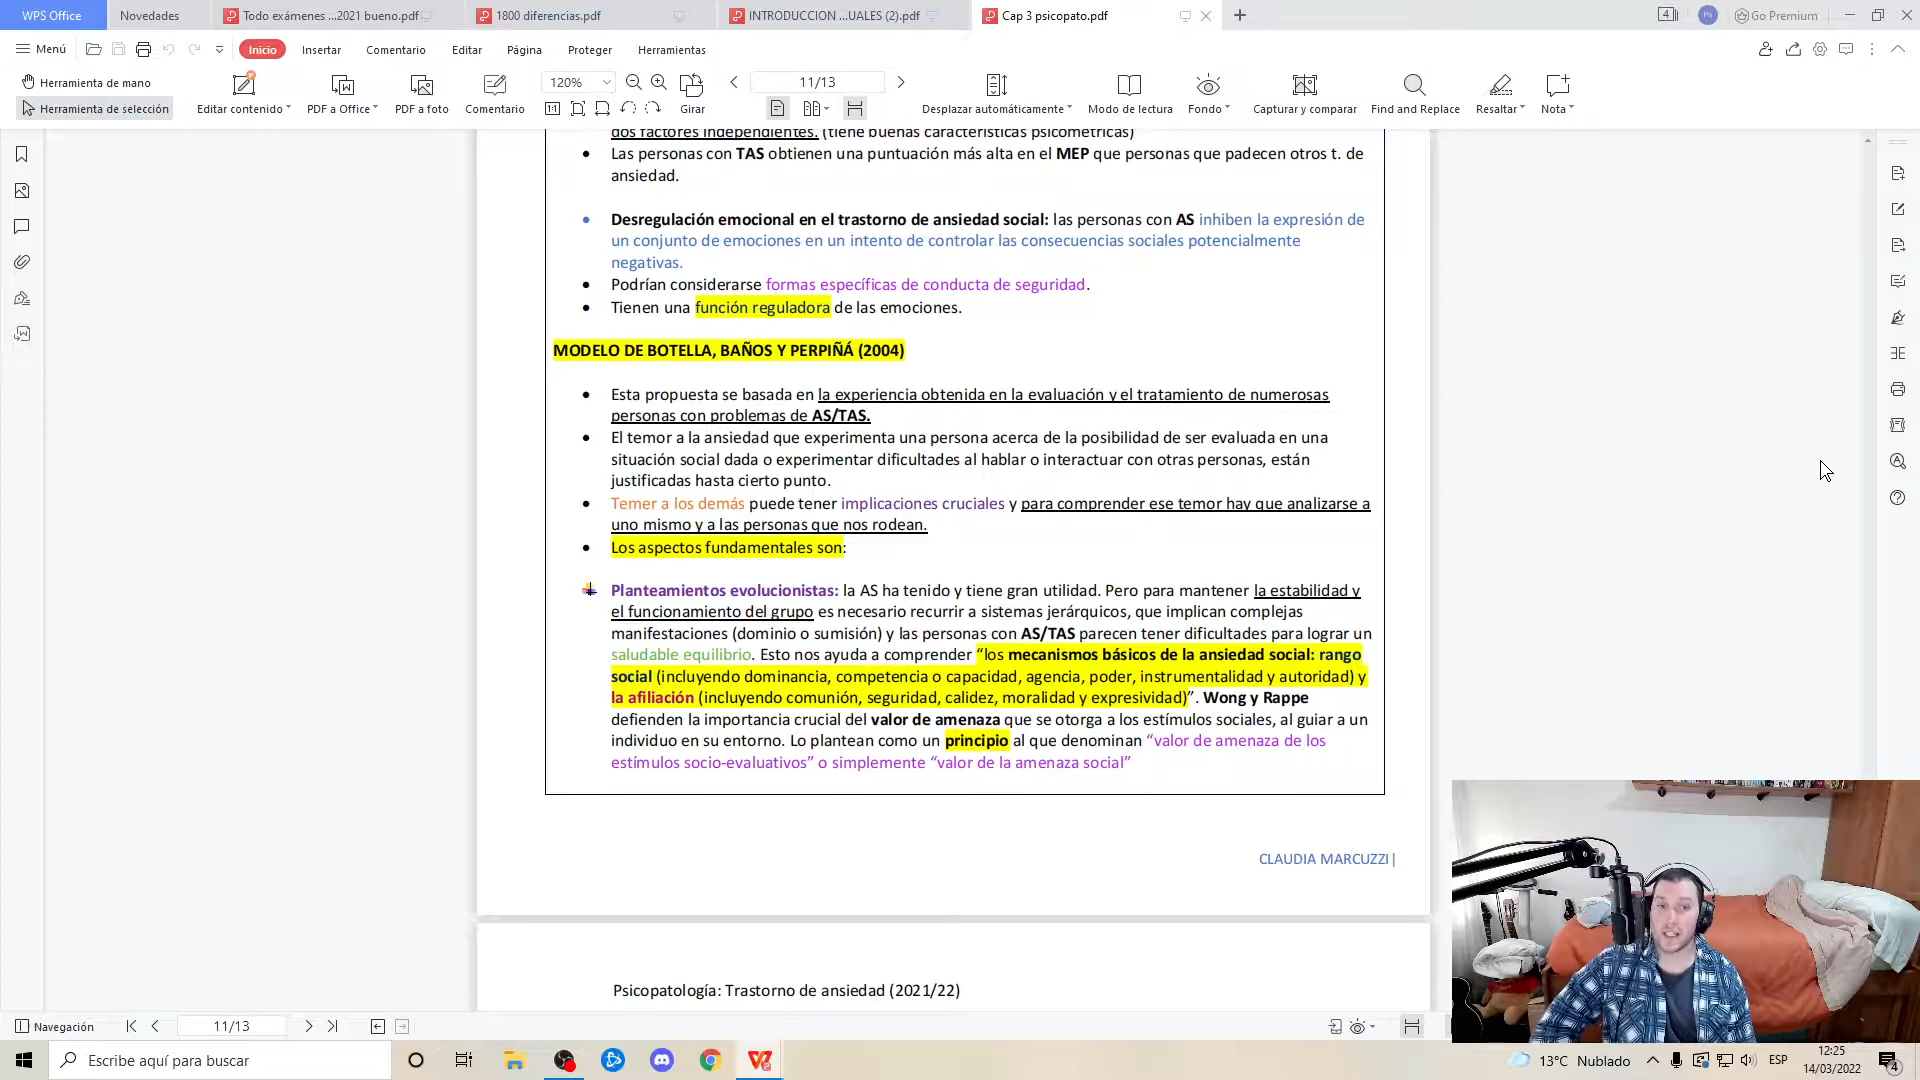 WPS Office
Novedades
Todo exámenes ...2021 bueno.pdf
1800 diferencias.pdf
INTRODUCCION ...UALES (2).pdf
Cap 3 psicopato.pdf
4
Ps
Go Premium
Menú
Inicio
Insertar
Comentario
Editar
Página
Proteger
Herramientas
Herramienta de mano
Herramienta de selección
Editar contenido
PDF a Office
PDF a foto
Comentario
120%
Girar
11/13
Desplazar automáticamente
Modo de lectura
Fondo
Capturar y comparar
Find and Replace
Resaltar
Nota
dos factores independientes. (tiene buenas características psicométricas)
• Las personas con TAS obtienen una puntuación más alta en el MEP que personas que padecen otros t. de
ansiedad.
• Desregulación emocional en el trastorno de ansiedad social: las personas con AS inhiben la expresión de
un conjunto de emociones en un intento de controlar las consecuencias sociales potencialmente
negativas.
• Podrían considerarse formas específicas de conducta de seguridad.
• Tienen una función reguladora de las emociones.
MODELO DE BOTELLA, BAÑOS Y PERPIÑÁ (2004)
• Esta propuesta se basada en la experiencia obtenida en la evaluación y el tratamiento de numerosas
personas con problemas de AS/TAS.
• El temor a la ansiedad que experimenta una persona acerca de la posibilidad de ser evaluada en una
situación social dada o experimentar dificultades al hablar o interactuar con otras personas, están
justificadas hasta cierto punto.
• Temer a los demás puede tener implicaciones cruciales y para comprender ese temor hay que analizarse a
uno mismo y a las personas que nos rodean.
• Los aspectos fundamentales son:
Planteamientos evolucionistas: la AS ha tenido y tiene gran utilidad. Pero para mantener la estabilidad y
el funcionamiento del grupo es necesario recurrir a sistemas jerárquicos, que implican complejas
manifestaciones (dominio o sumisión) y las personas con AS/TAS parecen tener dificultades para lograr un
saludable equilibrio. Esto nos ayuda a comprender “los mecanismos básicos de la ansiedad social: rango
social (incluyendo dominancia, competencia o capacidad, agencia, poder, instrumentalidad y autoridad) y
la afiliación (incluyendo comunión, seguridad, calidez, moralidad y expresividad)”. Wong y Rappe
defienden la importancia crucial del valor de amenaza que se otorga a los estímulos sociales, al guiar a un
individuo en su entorno. Lo plantean como un principio al que denominan “valor de amenaza de los
estímulos socio-evaluativos” o simplemente “valor de la amenaza social”
CLAUDIA MARCUZZI|
Psicopatología: Trastorno de ansiedad (2021/22)
Navegación
11/13
Escribe aquí para buscar
13°C Nublado
ESP
12:25
14/03/2022
4